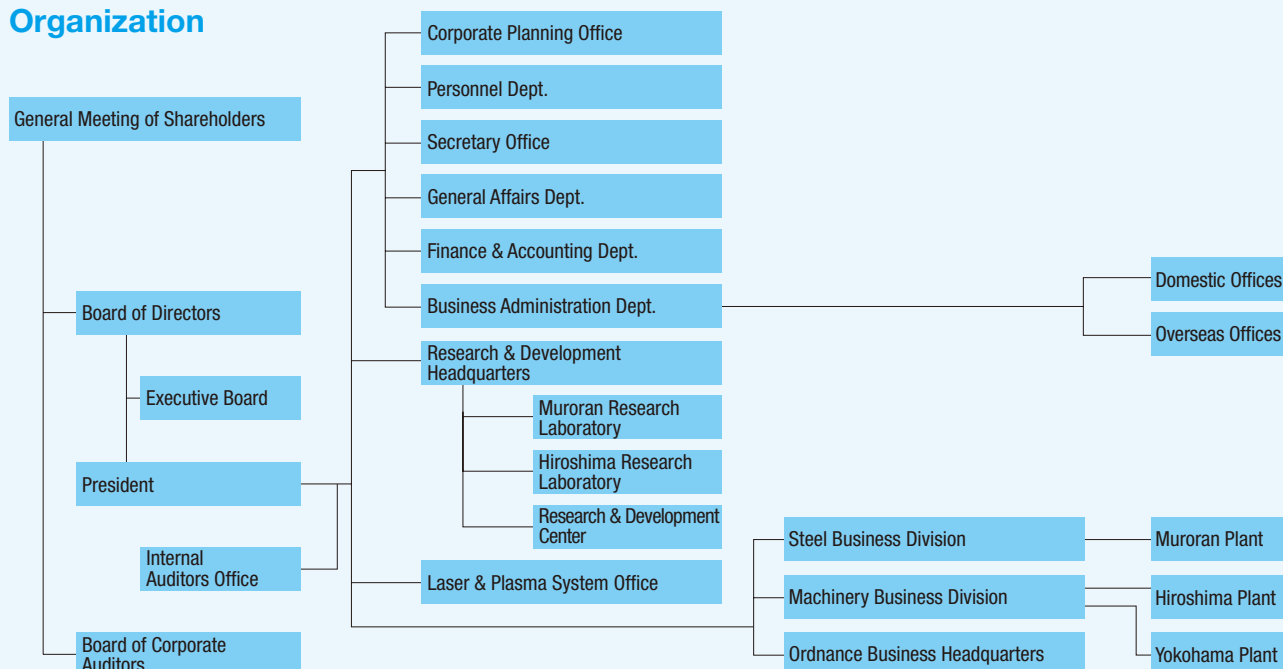 Organization
General Meeting of Shareholders
Board of Directors
Executive Board
President
Internal
Auditors Office
Board of Corporate
Auditors
Corporate Planning Office
Personnel Dept.
Secretary Office
General Affairs Dept.
Finance & Accounting Dept.
Business Administration Dept.
Research & Development
Headquarters
Muroran Research
Laboratory
Hiroshima Research
Laboratory
Research & Development
Center
Laser & Plasma System Office
Domestic Offices
Overseas Offices
Steel Business Division
Machinery Business Division
Ordnance Business Headquarters
Muroran Plant
Hiroshima Plant
Yokohama Plant